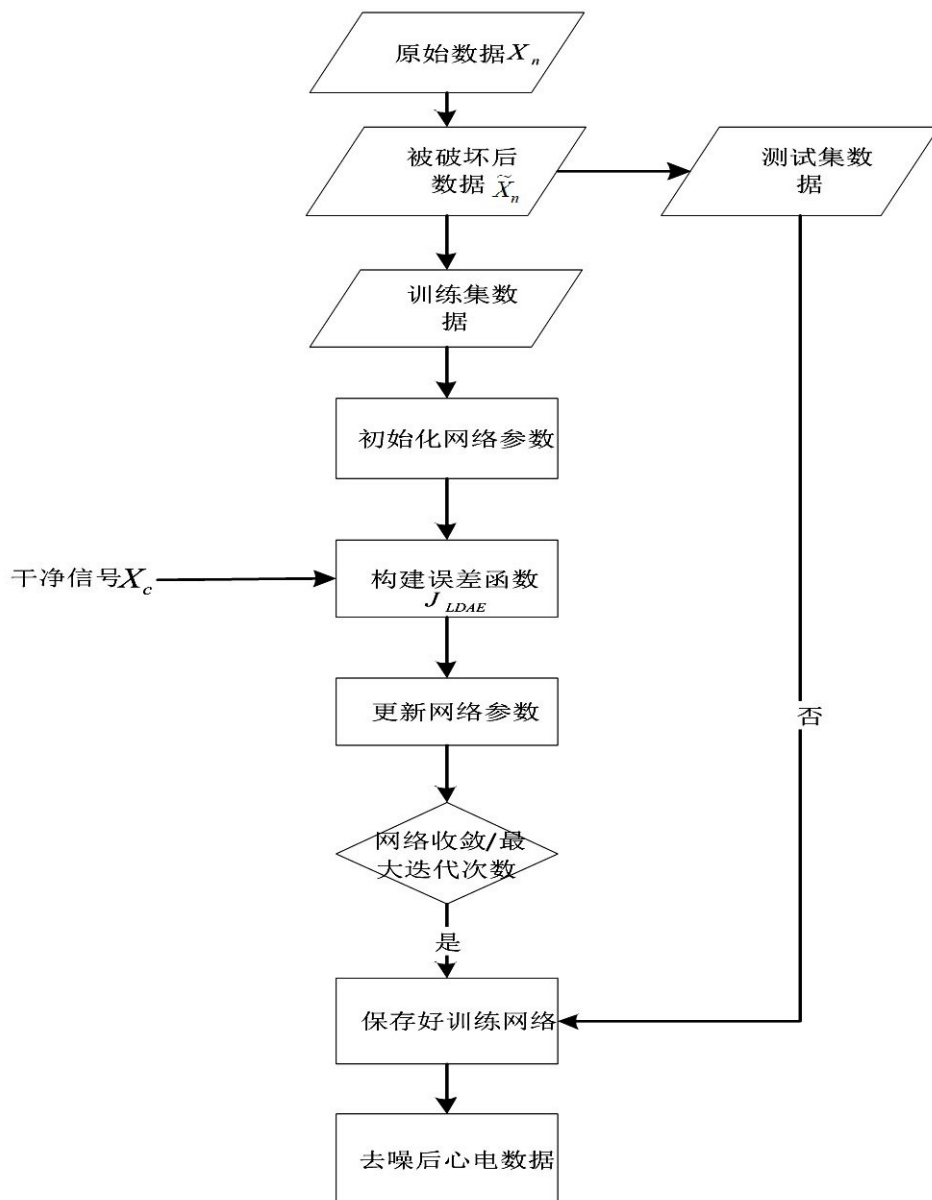 原始数据X_n
被破坏后
数据X̃_n
测试集数
据
训练集数
据
初始化网络参数
干净信号X_c
构建误差函数
J_LDAE
更新网络参数
否
网络收敛/最
大迭代次数
是
保存好训练网络
去噪后心电数据